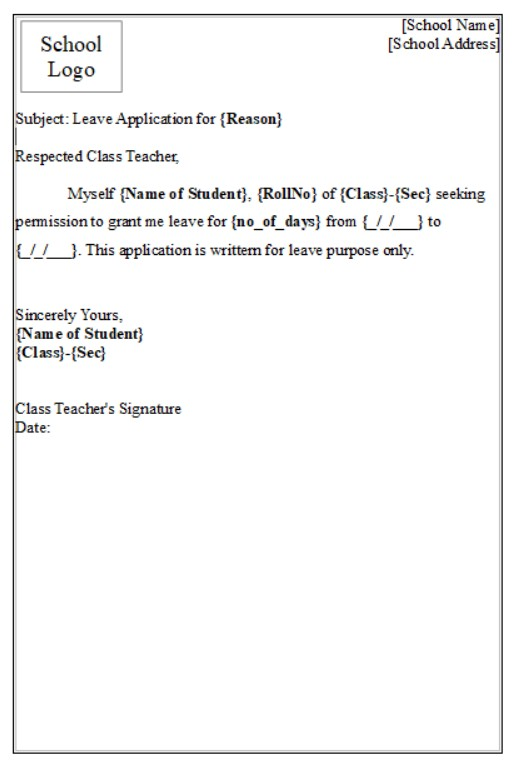 School
Logo
[School Name]
[School Address]
Subject: Leave Application for {Reason}
Respected Class Teacher,
Myself {Name of Student}, {RollNo} of {Class}-{Sec} seeking
permission to grant me leave for {no_of_days} from {_/_/___} to
{_/_/___}. This application is writtern for leave purpose only.
Sincerely Yours,
{Name of Student}
{Class}-{Sec}
Class Teacher's Signature
Date: